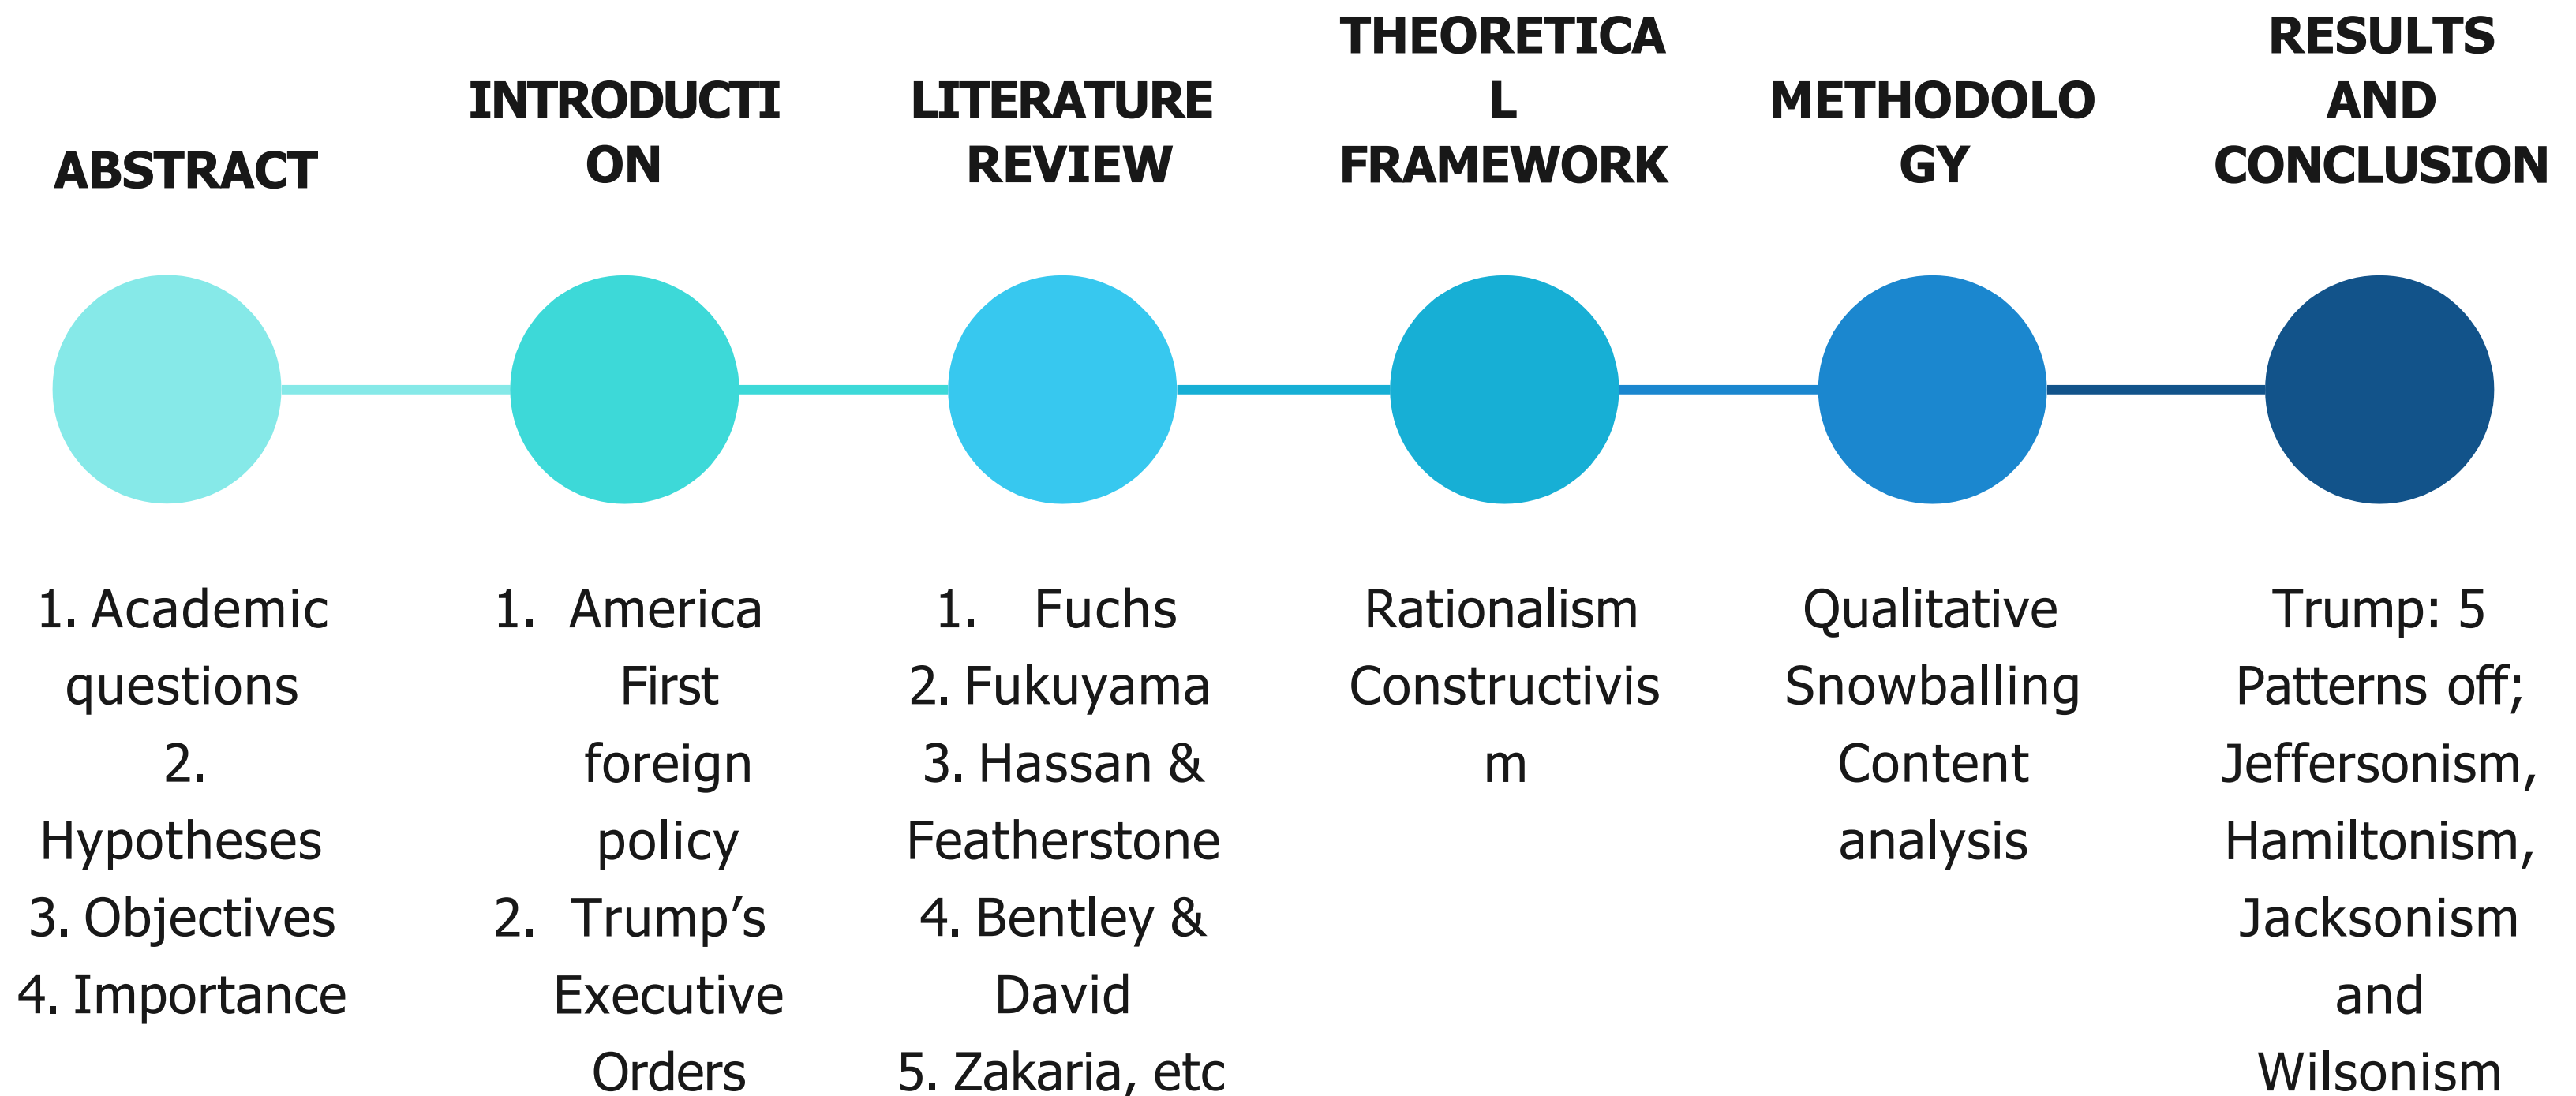 ABSTRACT
INTRODUCTI
ON
LITERATURE
REVIEW
THEORETICA
L
FRAMEWORK
METHODOLO
GY
RESULTS
AND
CONCLUSION
1. Academic
questions
2.
Hypotheses
3. Objectives
4. Importance
1. America
First
foreign
policy
2. Trump’s
Executive
Orders
1. Fuchs
2. Fukuyama
3. Hassan &
Featherstone
4. Bentley &
David
5. Zakaria, etc
Rationalism
Constructivis
m
Qualitative
Snowballing
Content
analysis
Trump: 5
Patterns off;
Jeffersonism,
Hamiltonism,
Jacksonism
and
Wilsonism